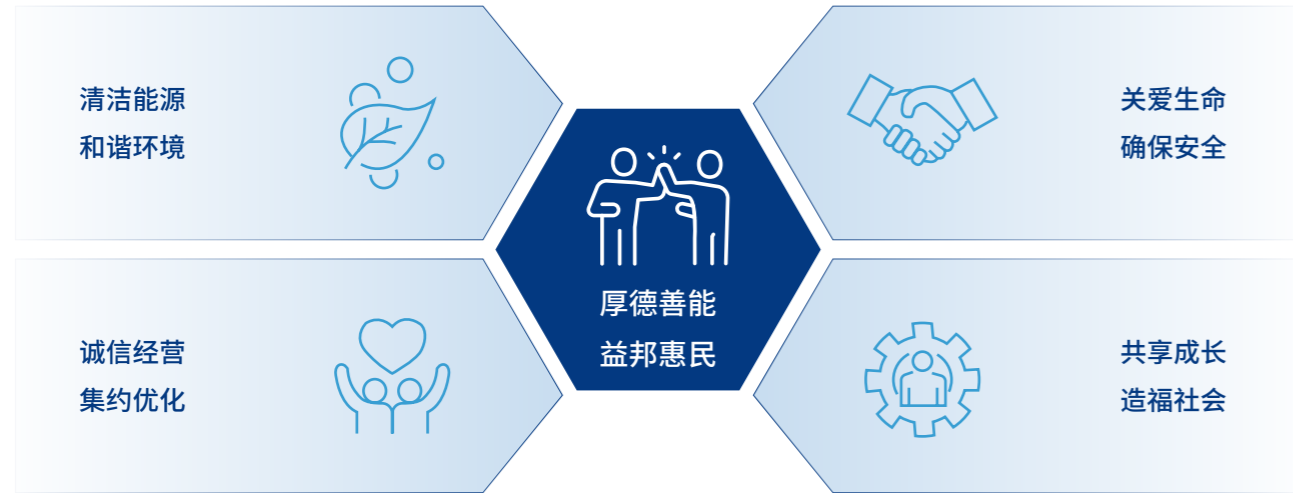 清洁能源
和谐环境
关爱生命
确保安全
厚德善能
益邦惠民
诚信经营
集约优化
共享成长
造福社会